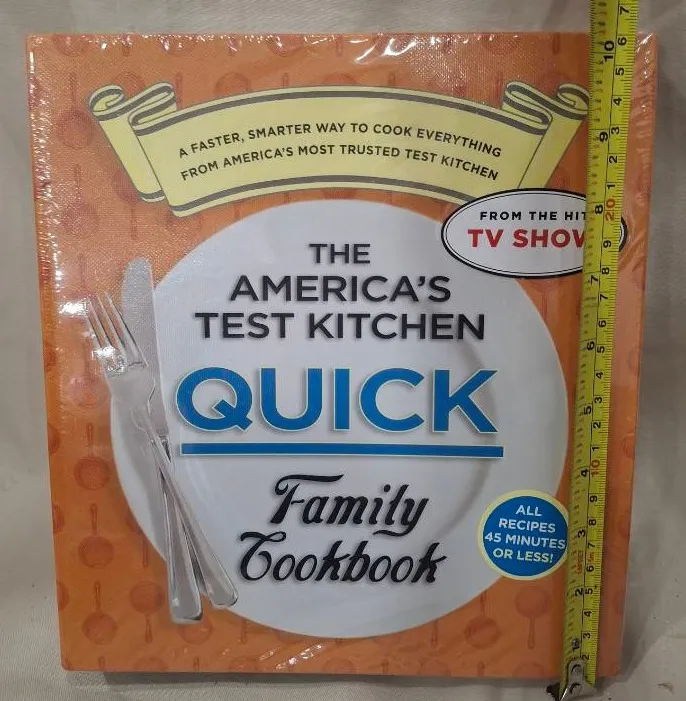 A FASTER, SMARTER WAY TO COOK EVERYTHING
FROM AMERICA'S MOST TRUSTED TEST KITCHEN
FROM THE HIT
TV SHOW
THE
AMERICA'S
TEST KITCHEN
QUICK
Family
Cookbook
ALL
RECIPES
45 MINUTES
OR LESS!